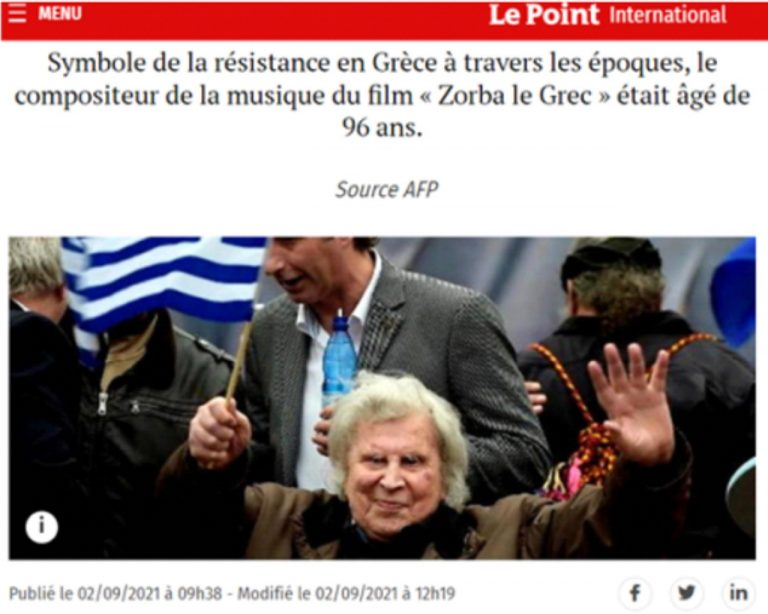 MENU
Le Point International
Symbole de la résistance en Grèce à travers les époques, le
compositeur de la musique du film « Zorba le Grec » était âgé de
96 ans.
Source AFP
i
Publié le 02/09/2021 à 09h38 - Modifié le 02/09/2021 à 12h19
f
in